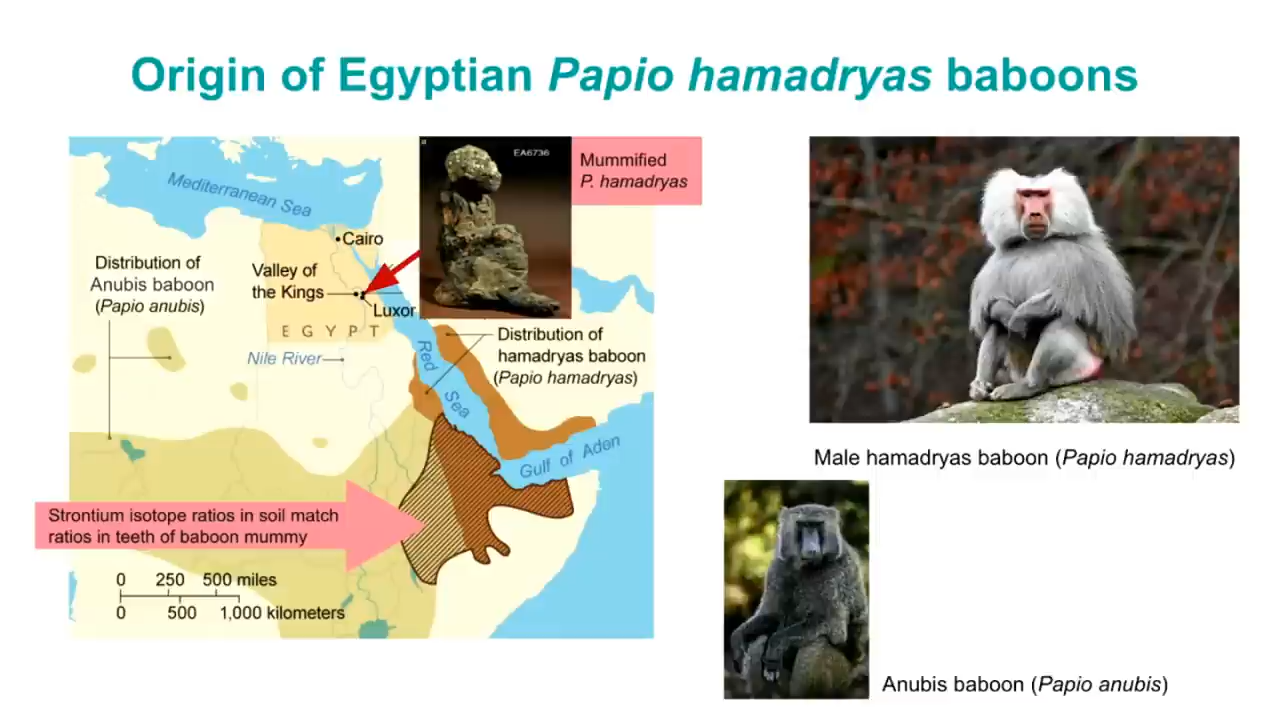 Origin of Egyptian Papio hamadryas baboons
EA6736
Mummified
P. hamadryas
Mediterranean Sea
Cairo
Distribution of
Anubis baboon
(Papio anubis)
Valley of
the Kings
Luxor
EGYPT
Nile River
Red Sea
Distribution of
hamadryas baboon
(Papio hamadryas)
Gulf of Aden
Strontium isotope ratios in soil match
ratios in teeth of baboon mummy
0 250 500 miles
0 500 1,000 kilometers
Male hamadryas baboon (Papio hamadryas)
Anubis baboon (Papio anubis)